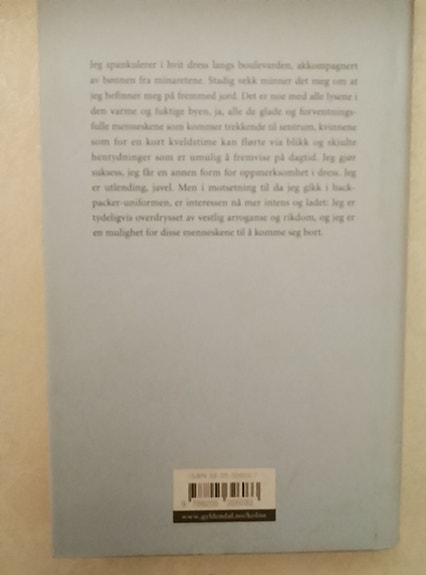 Jeg spankulerer i hvit dress langs boulevarden, akkompagnert
av bønnen fra minaretene. Stadig vekk minner det meg om at
jeg befinner meg på fremmed jord. Det er noe med alle lysene i
den varme og fuktige byen, ja, alle de glade og forventnings-
fulle menneskene som kommer trekkende til sentrum, kvinnene
som for en kort kveldstime kan flørte via blikk og skjulte
hentydninger som er umulig å fremvise på dagtid. Jeg gjør
suksess, jeg får en annen form for oppmerksomhet i dress. Jeg
er utlending, javel. Men i motsetning til da jeg gikk i back-
packer-uniformen, er interessen nå mer intens og ladet: Jeg er
tydeligvis overdrysset av vestlig arroganse og rikdom, og jeg er
en mulighet for disse menneskene til å komme seg bort.
ISBN
www.gyldendal.no/kolon